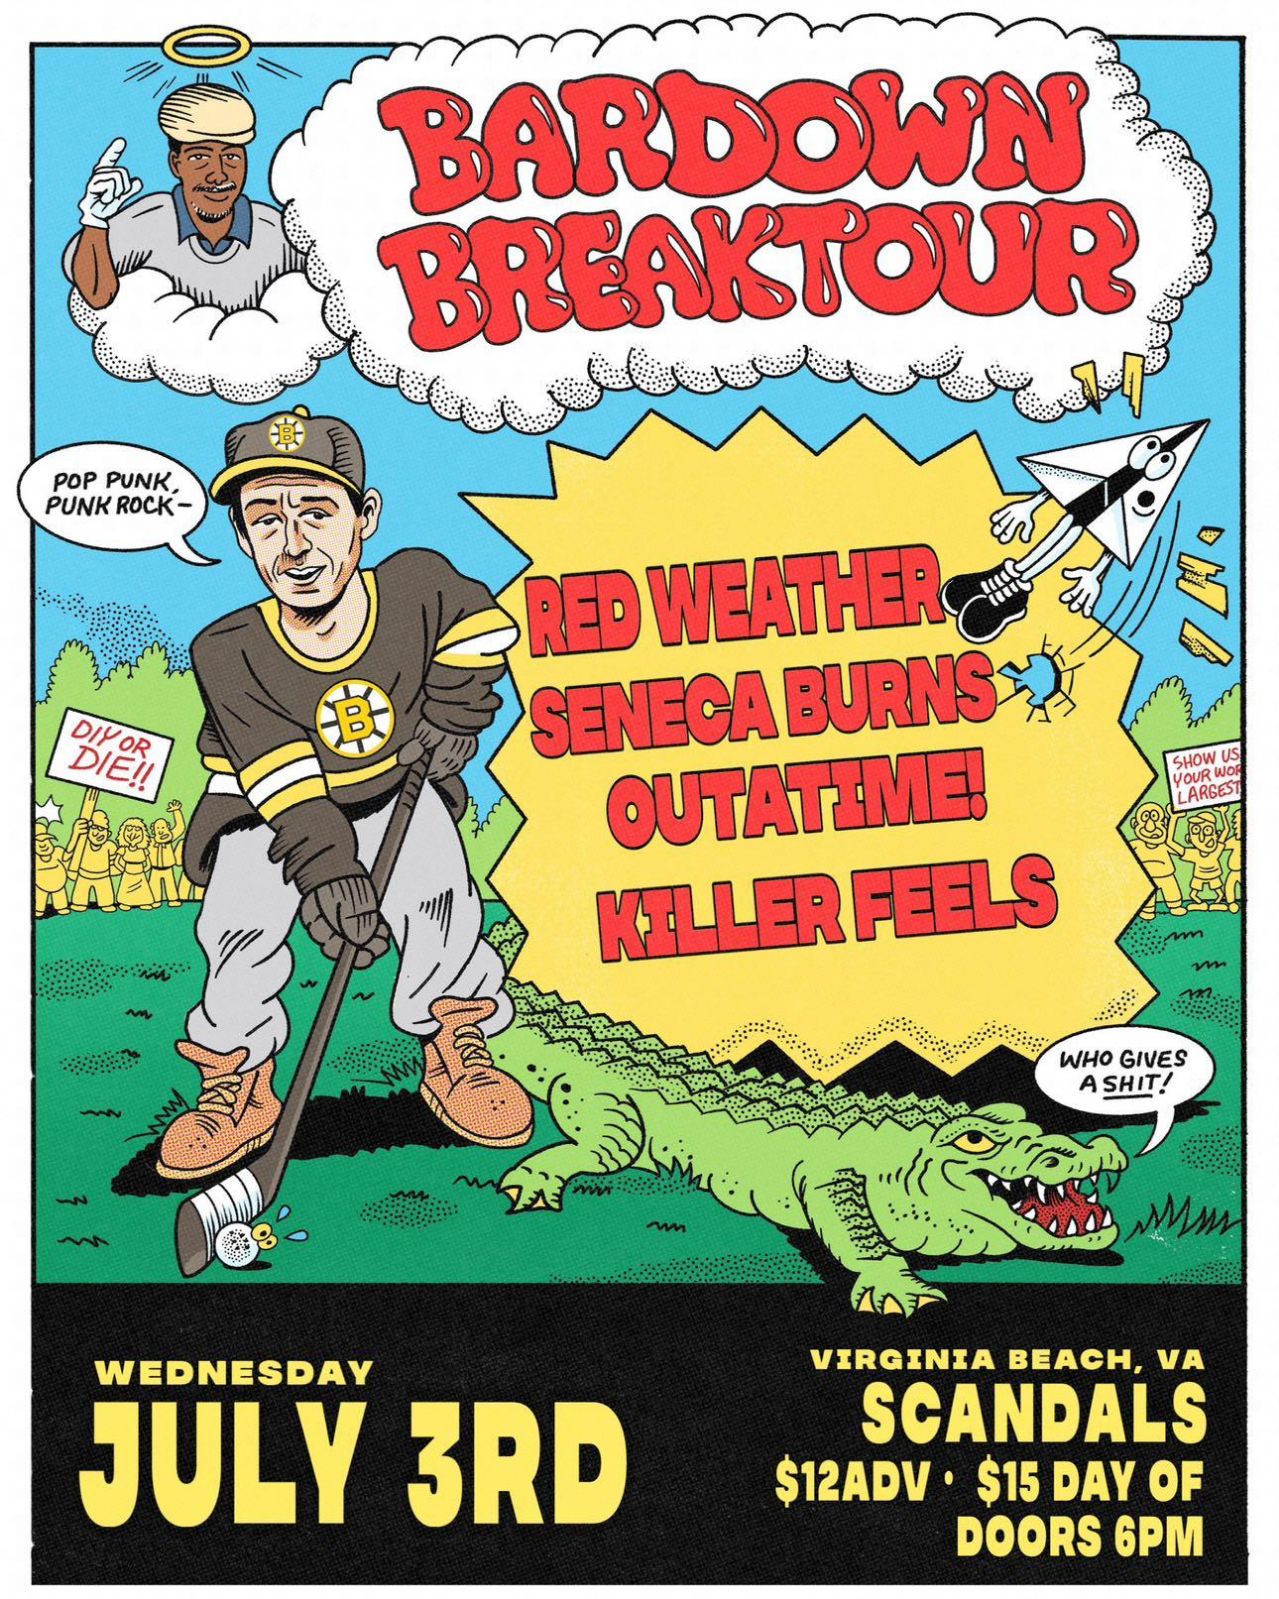 BARDOWN
BREAKTOUR
B
POP PUNK,
PUNK ROCK-
RED WEATHER
SENECA BURNS
OUTATIME!
KILLER FEELS
B
DIY OR
DIE!!
SHOW US
YOUR
LARGEST
WHO GIVES
A SHIT!
WEDNESDAY
JULY 3RD
VIRGINIA BEACH, VA
SCANDALS
$12ADV • $15 DAY OF
DOORS 6PM